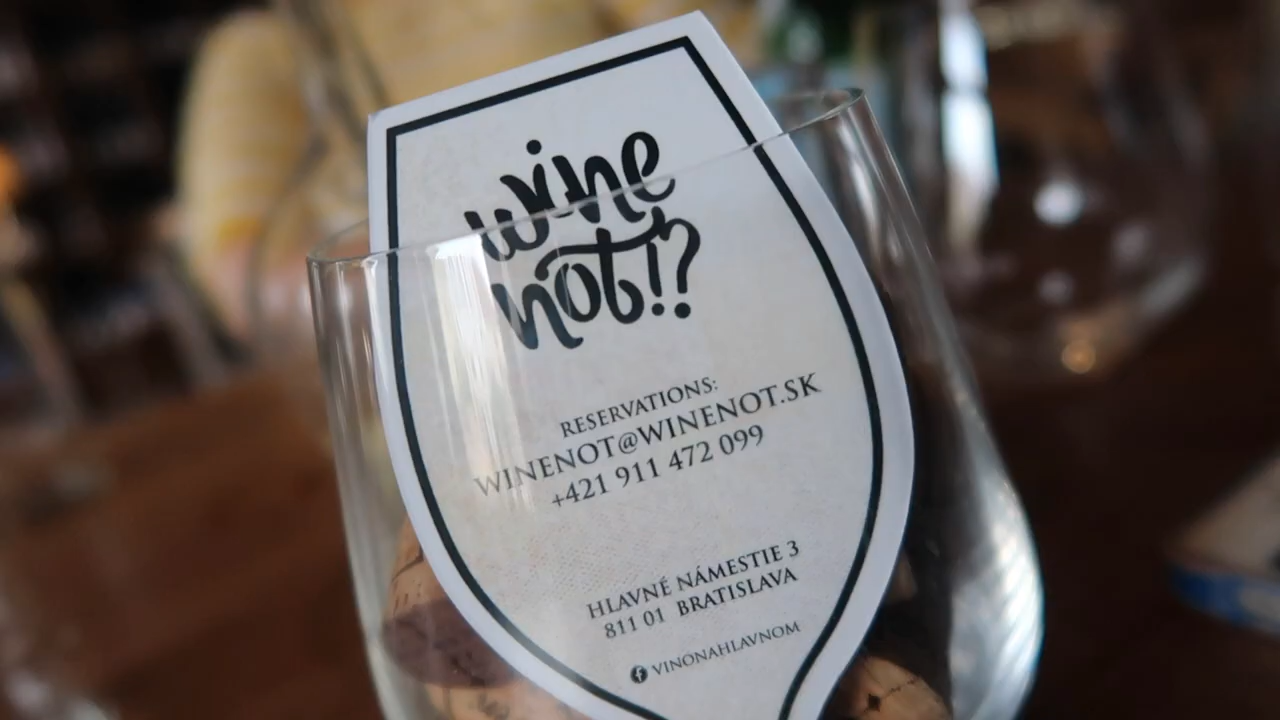 wine
not!?
RESERVATIONS:
WINENOT@WINENOT.SK
+421 911 472 099
HLAVNÉ NÁMESTIE 3
811 01 BRATISLAVA
VINONAHLAVNOM